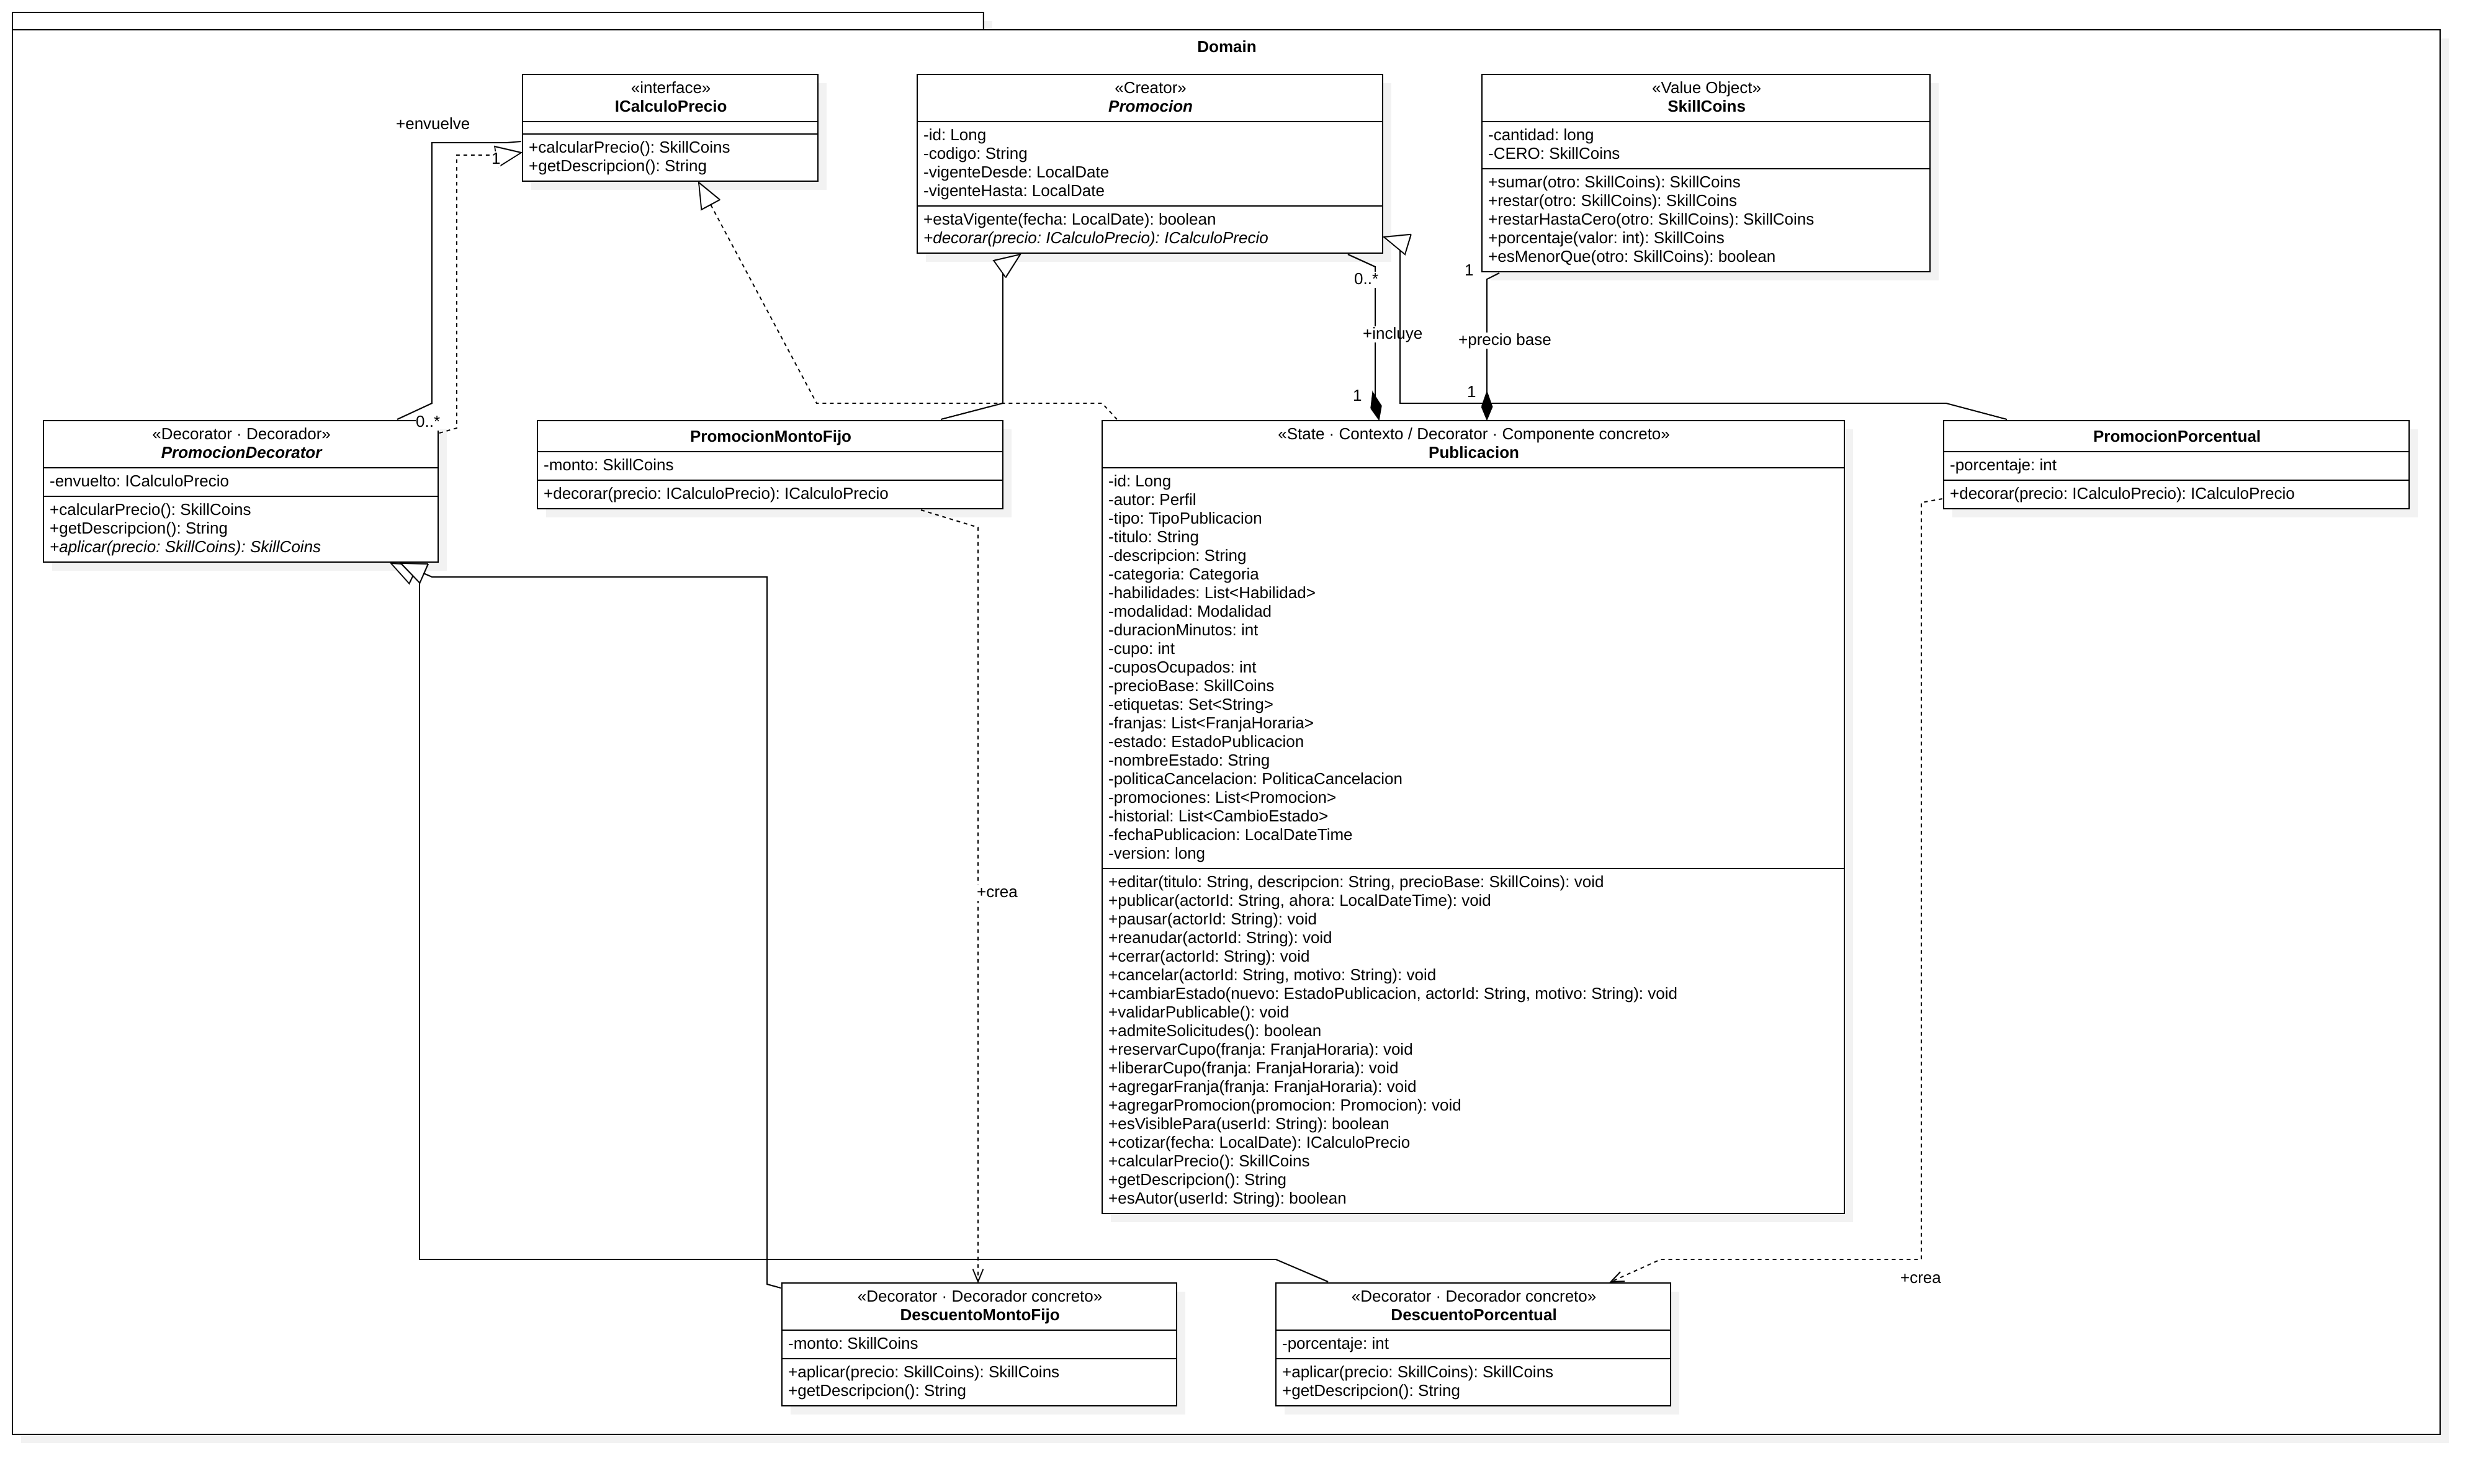 Domain
«interface»
ICalculoPrecio
+calcularPrecio(): SkillCoins
+getDescripcion(): String
«Creator»
Promocion
-id: Long
-codigo: String
-vigenteDesde: LocalDate
-vigenteHasta: LocalDate
+estaVigente(fecha: LocalDate): boolean
+decorar(precio: ICalculoPrecio): ICalculoPrecio
«Value Object»
SkillCoins
-cantidad: long
-CERO: SkillCoins
+sumar(otro: SkillCoins): SkillCoins
+restar(otro: SkillCoins): SkillCoins
+restarHastaCero(otro: SkillCoins): SkillCoins
+porcentaje(valor: int): SkillCoins
+esMenorQue(otro: SkillCoins): boolean
+envuelve
1
0..*
0..*
+incluye
1
1
+precio base
1
«Decorator · Decorador»
PromocionDecorator
-envuelto: ICalculoPrecio
+calcularPrecio(): SkillCoins
+getDescripcion(): String
+aplicar(precio: SkillCoins): SkillCoins
PromocionMontoFijo
-monto: SkillCoins
+decorar(precio: ICalculoPrecio): ICalculoPrecio
«State · Contexto / Decorator · Componente concreto»
Publicacion
-id: Long
-autor: Perfil
-tipo: TipoPublicacion
-titulo: String
-descripcion: String
-categoria: Categoria
-habilidades: List<Habilidad>
-modalidad: Modalidad
-duracionMinutos: int
-cupo: int
-cuposOcupados: int
-precioBase: SkillCoins
-etiquetas: Set<String>
-franjas: List<FranjaHoraria>
-estado: EstadoPublicacion
-nombreEstado: String
-politicaCancelacion: PoliticaCancelacion
-promociones: List<Promocion>
-historial: List<CambioEstado>
-fechaPublicacion: LocalDateTime
-version: long
+editar(titulo: String, descripcion: String, precioBase: SkillCoins): void
+publicar(actorId: String, ahora: LocalDateTime): void
+pausar(actorId: String): void
+reanudar(actorId: String): void
+cerrar(actorId: String): void
+cancelar(actorId: String, motivo: String): void
+cambiarEstado(nuevo: EstadoPublicacion, actorId: String, motivo: String): void
+validarPublicable(): void
+admiteSolicitudes(): boolean
+reservarCupo(franja: FranjaHoraria): void
+liberarCupo(franja: FranjaHoraria): void
+agregarFranja(franja: FranjaHoraria): void
+agregarPromocion(promocion: Promocion): void
+esVisiblePara(userId: String): boolean
+cotizar(fecha: LocalDate): ICalculoPrecio
+calcularPrecio(): SkillCoins
+getDescripcion(): String
+esAutor(userId: String): boolean
PromocionPorcentual
-porcentaje: int
+decorar(precio: ICalculoPrecio): ICalculoPrecio
+crea
+crea
«Decorator · Decorador concreto»
DescuentoMontoFijo
-monto: SkillCoins
+aplicar(precio: SkillCoins): SkillCoins
+getDescripcion(): String
«Decorator · Decorador concreto»
DescuentoPorcentual
-porcentaje: int
+aplicar(precio: SkillCoins): SkillCoins
+getDescripcion(): String